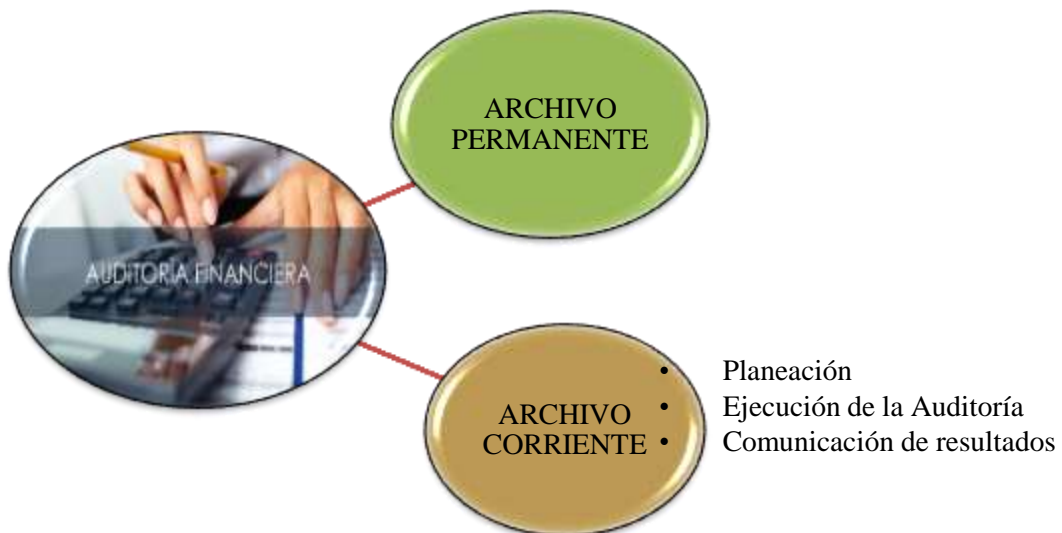 ARCHIVO
PERMANENTE
AUDITORÍA FINANCIERA
ARCHIVO
CORRIENTE
• Planeación
• Ejecución de la Auditoría
• Comunicación de resultados